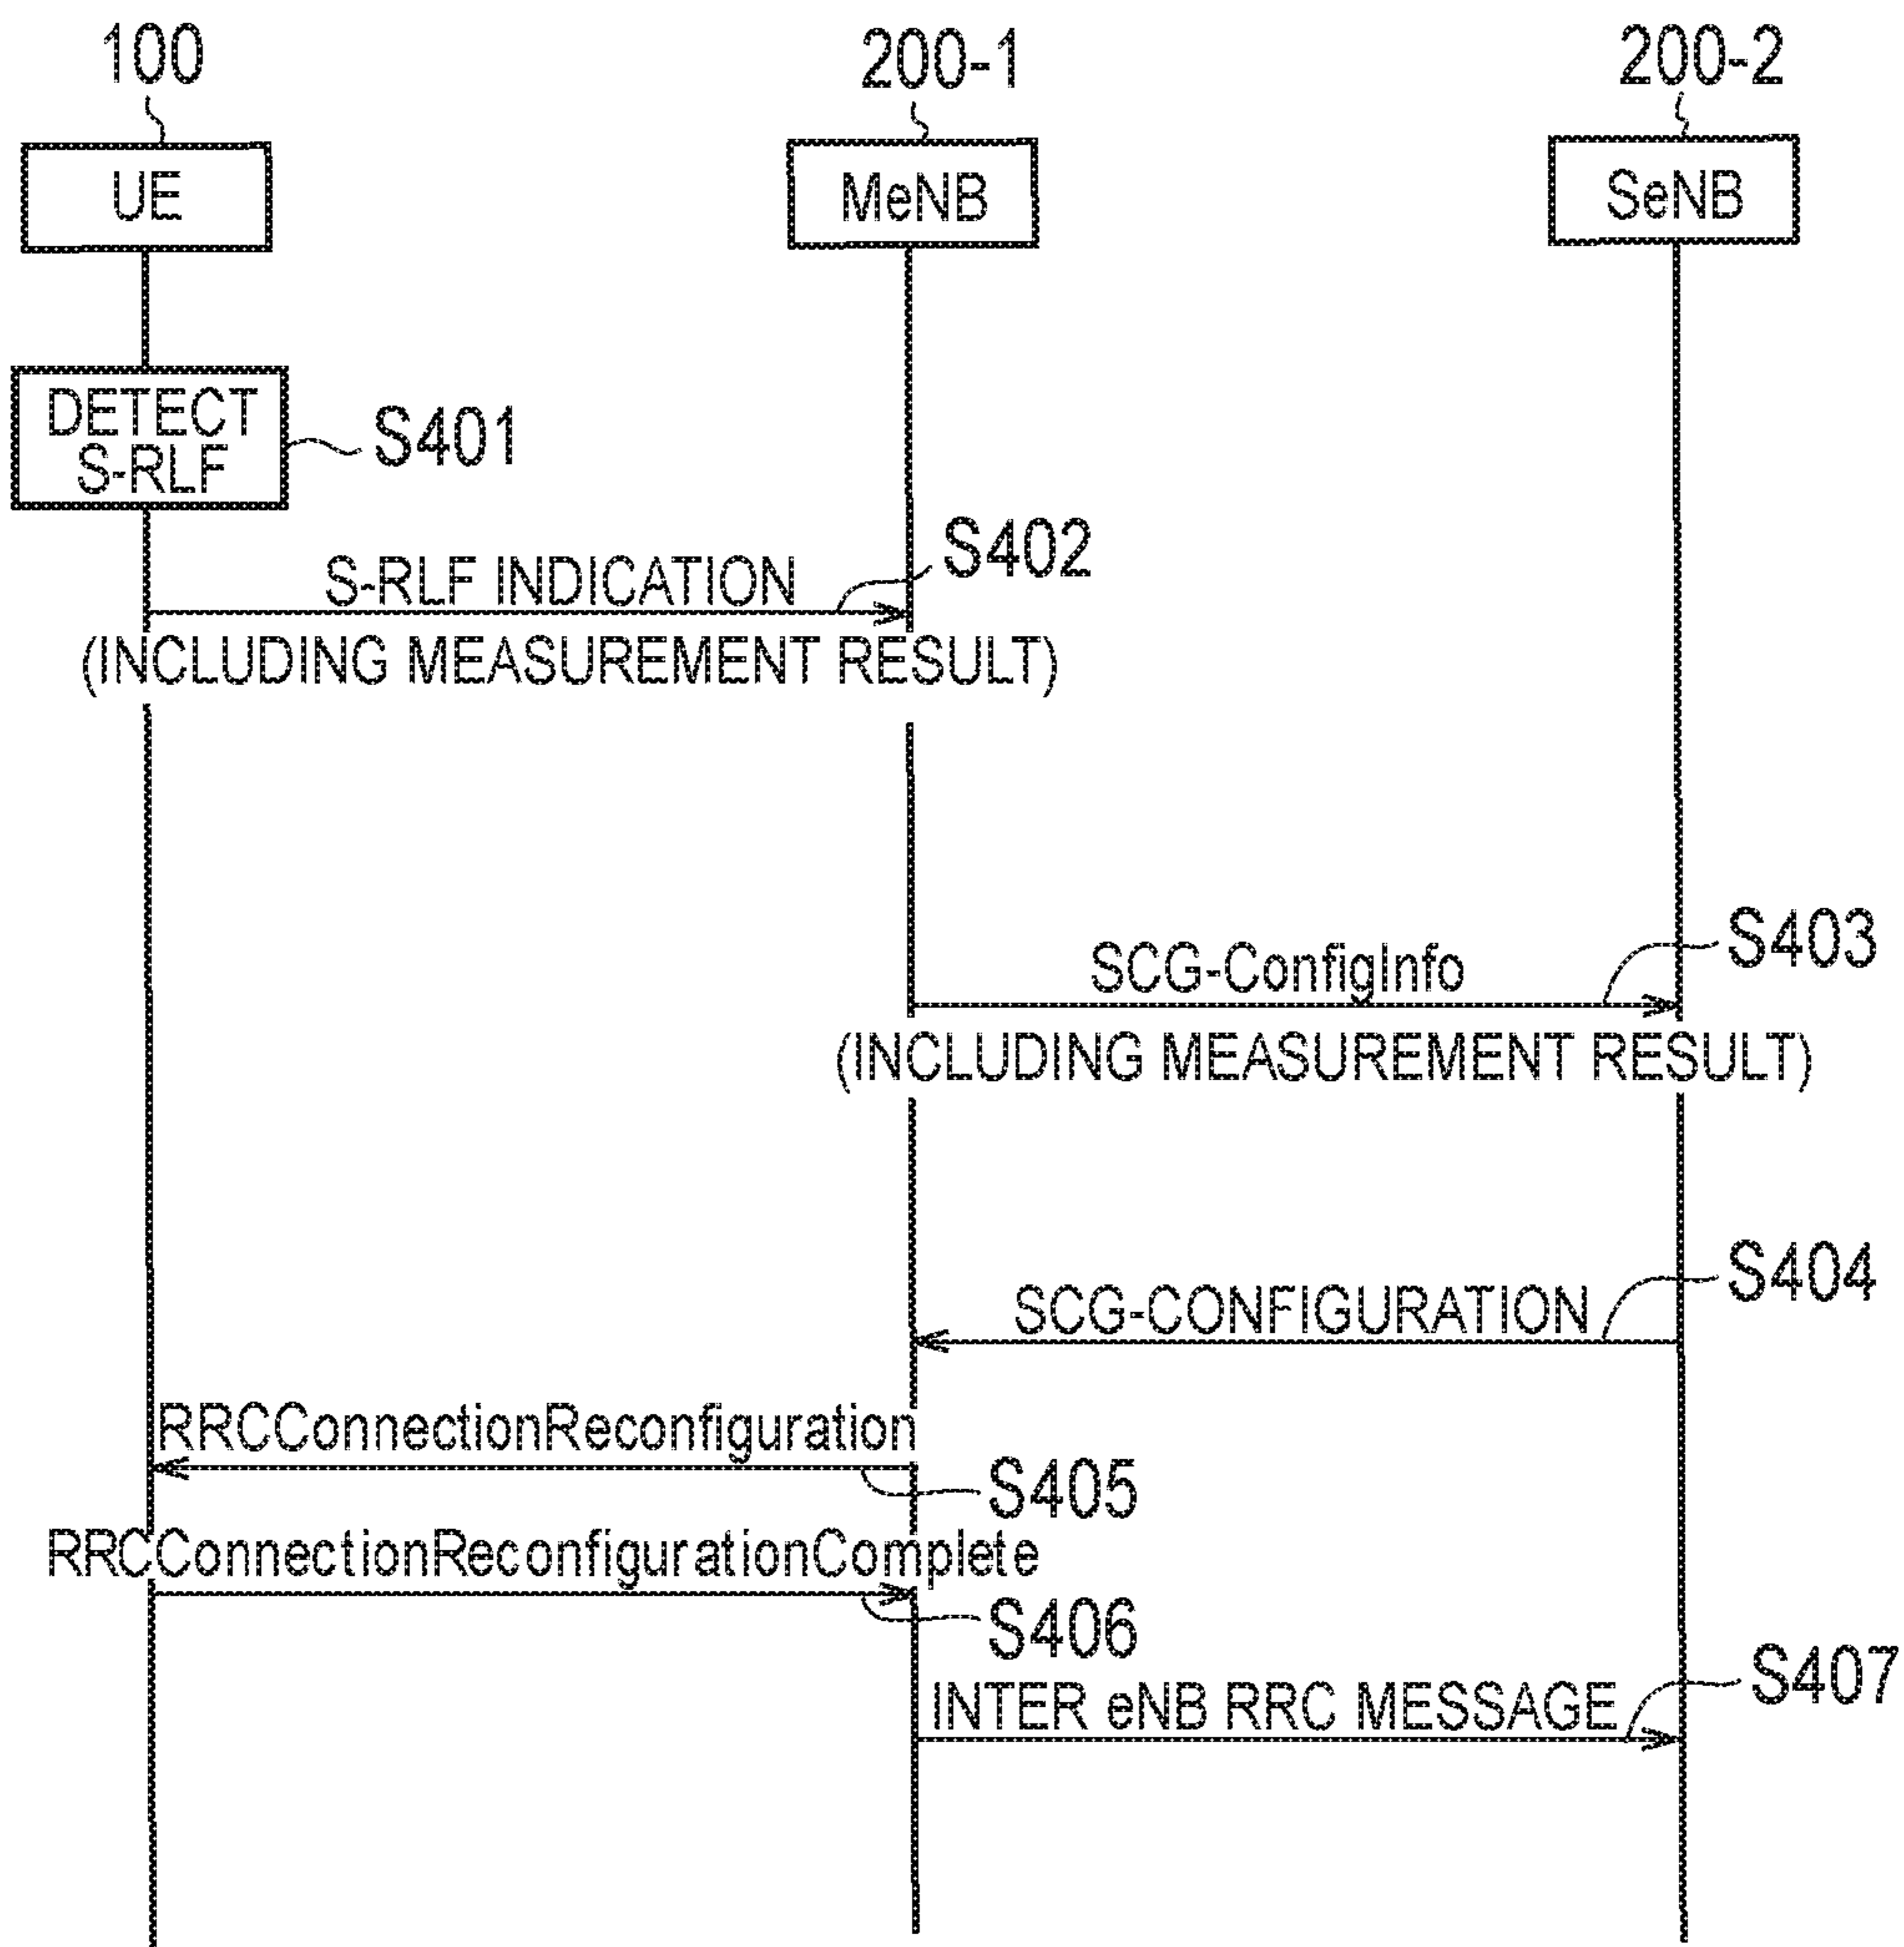 100
200-1
200-2
UE
MeNB
SeNB
DETECT
S-RLF
S401
S402
S-RLF INDICATION
(INCLUDING MEASUREMENT RESULT)
S403
SCG-ConfigInfo
(INCLUDING MEASUREMENT RESULT)
S404
SCG-CONFIGURATION
RRCConnectionReconfiguration
S405
RRCConnectionReconfigurationComplete
S406
S407
INTER eNB RRC MESSAGE